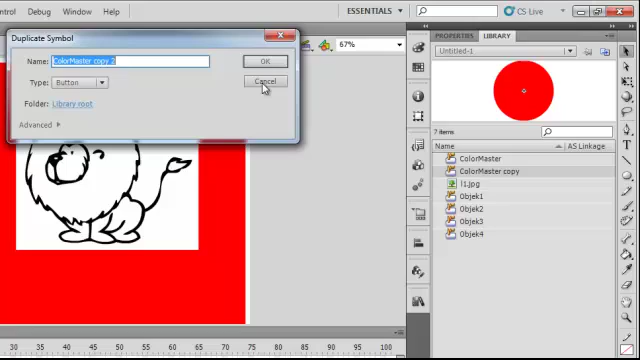 ontrol Debug Window Help
ESSENTIALS
CS Live
Duplicate Symbol
67%
PROPERTIES LIBRARY
Name: ColorMaster copy 2
OK
Untitled-1
Type: Button
Cancel
Folder: Library root
Advanced
7 items
Name AS Linkage
ColorMaster
ColorMaster copy
l1.jpg
Objek1
Objek2
Objek3
Objek4
30 35 40 45 50 55 60 65 70 75 80 85 90 95 100